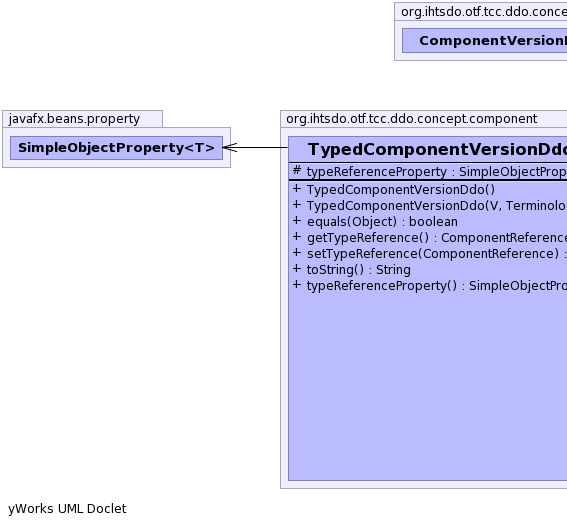 org.ihtsdo.otf.tcc.ddo.conce
ComponentVersion
javafx.beans.property
SimpleObjectProperty<T>
org.ihtsdo.otf.tcc.ddo.concept.component
TypedComponentVersionDdo
# typeReferenceProperty : SimpleObjectProp
+ TypedComponentVersionDdo()
+ TypedComponentVersionDdo(V, Terminolo
+ equals(Object) : boolean
+ getTypeReference() : ComponentReference
+ setTypeReference(ComponentReference) :
+ toString() : String
+ typeReferenceProperty() : SimpleObjectPro
yWorks UML Doclet